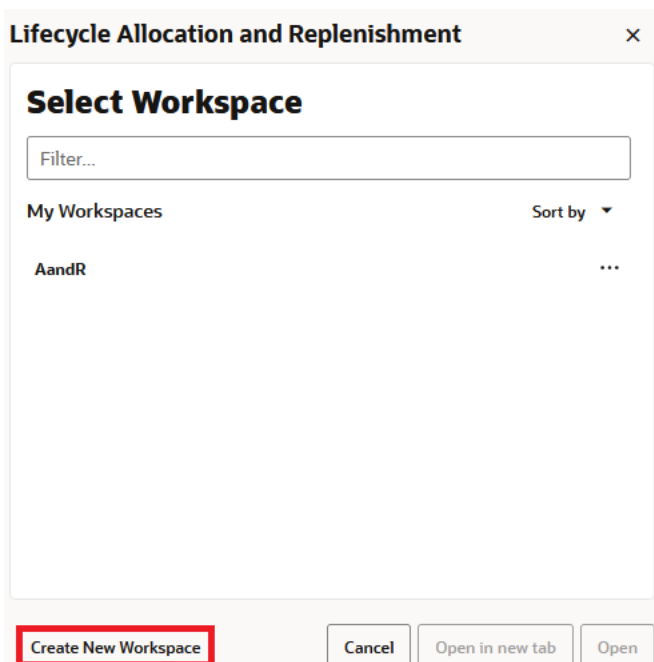 Lifecycle Allocation and Replenishment
Select Workspace
Filter...
My Workspaces Sort by
AandR
Create New Workspace Cancel Open in new tab Open